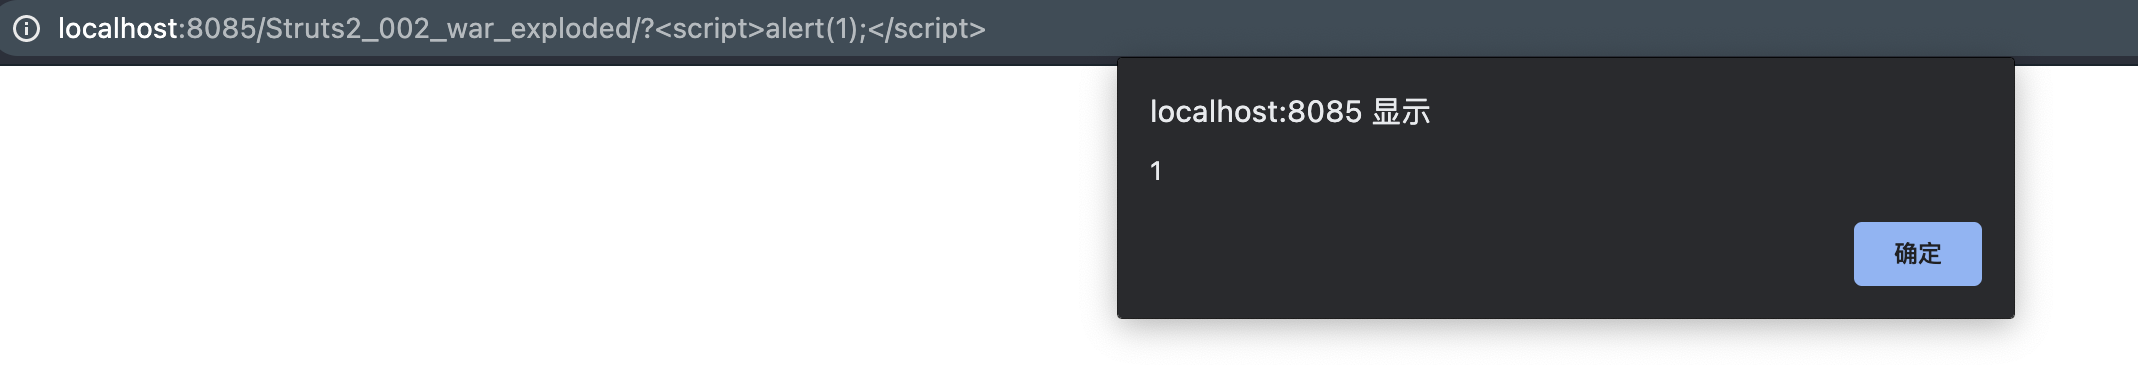 localhost:8085/Struts2_002_war_exploded/?<script>alert(1);</script>
localhost:8085 显示
1
确定